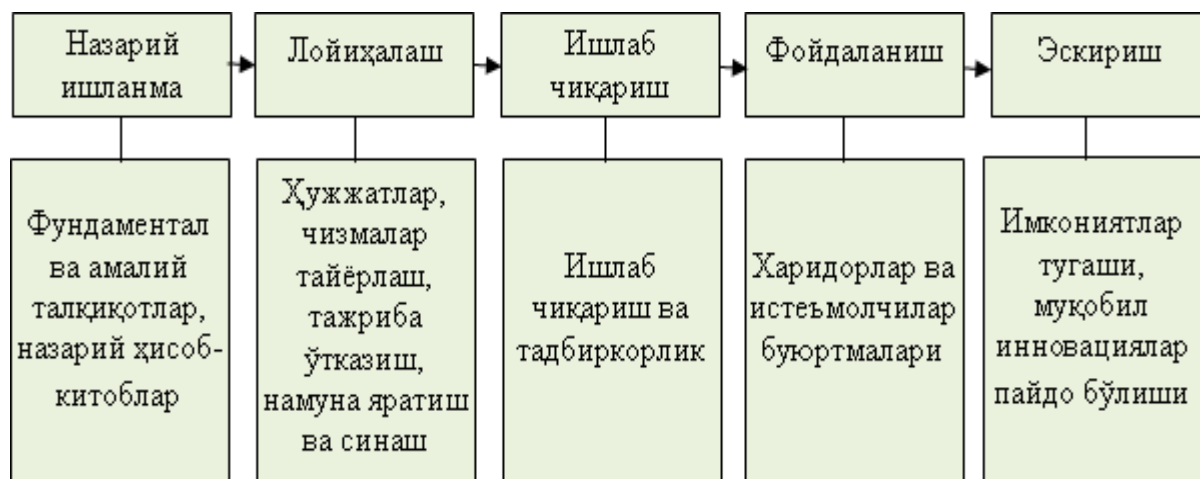 Назарий
ишланма
Лойиҳалаш
Ишлаб
чиқариш
Фойдаланиш
Эскириш
Фундаментал
ва амалий
талқиқотлар,
назарий ҳисоб-
китоблар
Ҳужжатлар,
чизмалар
тайёрлаш,
тажриба
ўтказиш,
намуна яратиш
ва синаш
Ишлаб
чиқариш ва
тадбиркорлик
Харидорлар ва
истеъмолчилар
буюртмалари
Имкониятлар
тугаши,
муқобил
инновациялар
пайдо бўлиши